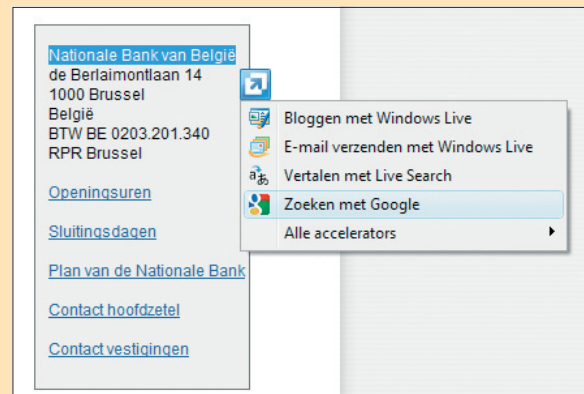 Nationale Bank van België
de Berlaimontlaan 14
1000 Brussel
België
BTW BE 0203.201.340
RPR Brussel
Openingsuren
Sluitingsdagen
Plan van de Nationale Bank
Contact hoofdzetel
Contact vestigingen
Bloggen met Windows Live
E-mail verzenden met Windows Live
Vertalen met Live Search
Zoeken met Google
Alle accelerators